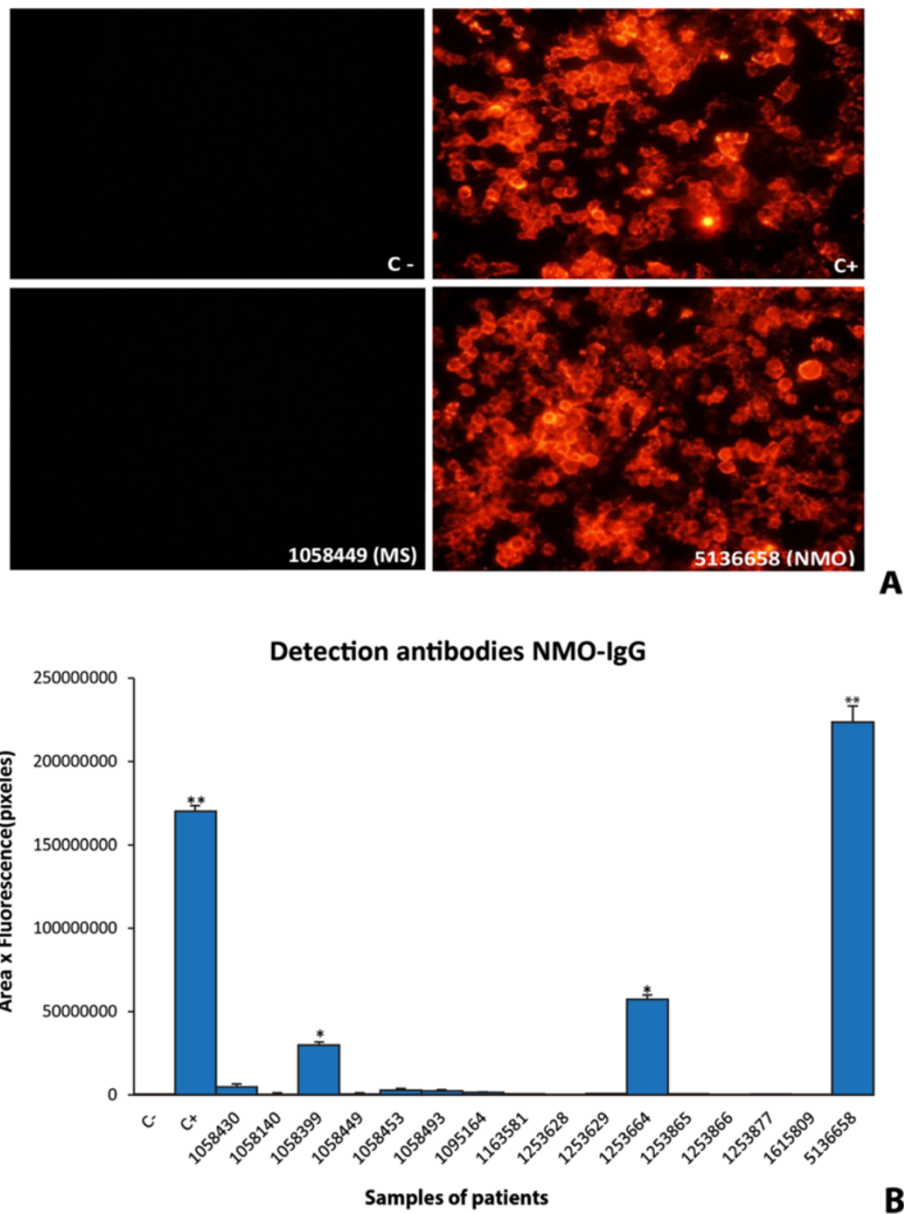 C -
C+
1058449 (MS)
5136658 (NMO)
A
Detection antibodies NMO-IgG
250000000
200000000
150000000
100000000
50000000
0
Area x Fluorescence(pixeles)
**
*
*
**
C-
C+
1058430
1058140
1058399
1058449
1058453
1058493
1095164
1163581
1253628
1253629
1253664
1253865
1253866
1253877
1615809
5136658
Samples of patients
B